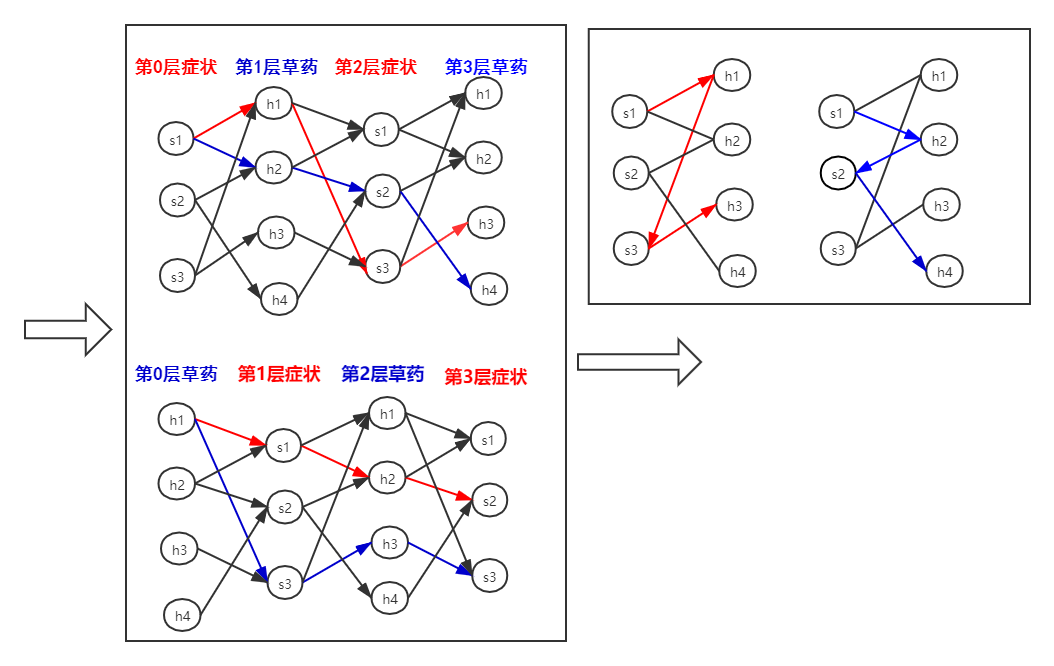 第0层症状 第1层草药 第2层症状 第3层草药
h1 h1
s1 s1
h2 h2
s2 s2
h3 h3
s3 s3
h4 h4
第0层草药 第1层症状 第2层草药 第3层症状
h1 h1
s1 s1
h2 h2
s2 s2
h3 h3
s3 s3
h4 h4
h1 h1
s1 s1
h2 h2
s2 s2
h3 h3
s3 s3
h4 h4